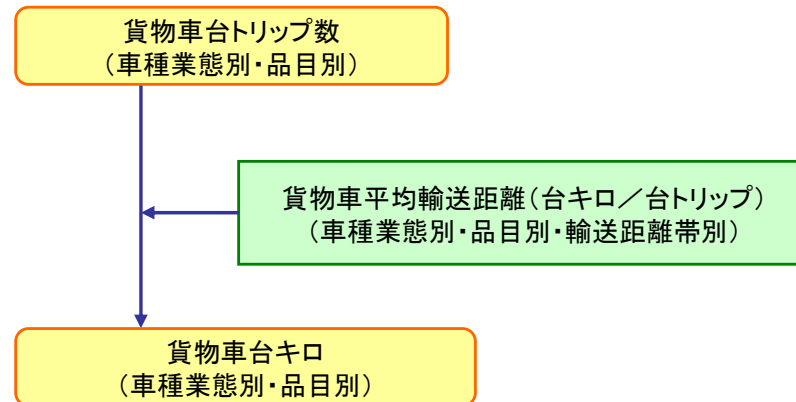 貨物車台トリップ数
（車種業態別・品目別）
貨物車平均輸送距離（台キロ／台トリップ）
（車種業態別・品目別・輸送距離帯別）
貨物車台キロ
（車種業態別・品目別）